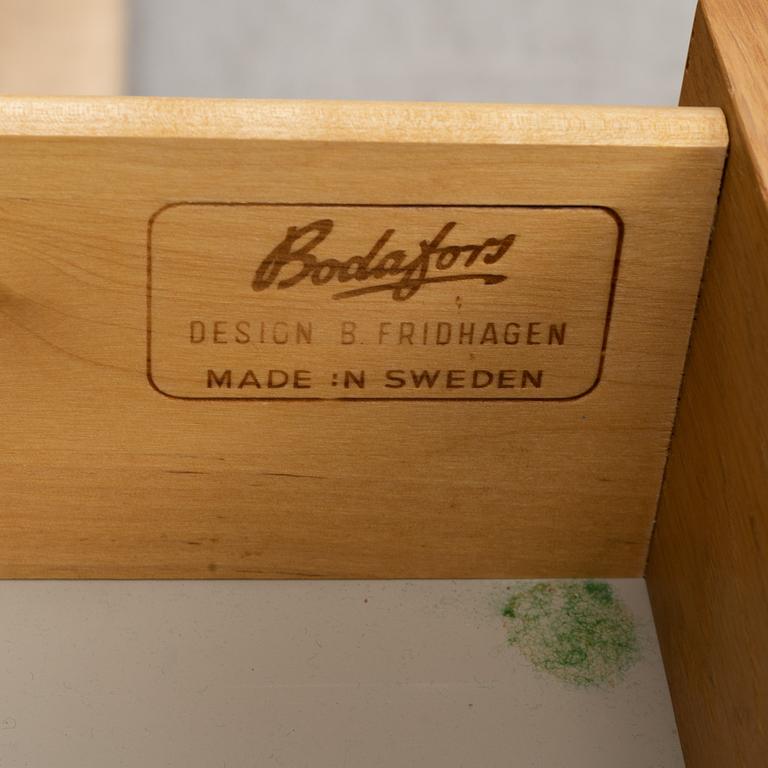 Bodafors
DESIGN B. FRIDHAGEN
MADE IN SWEDEN